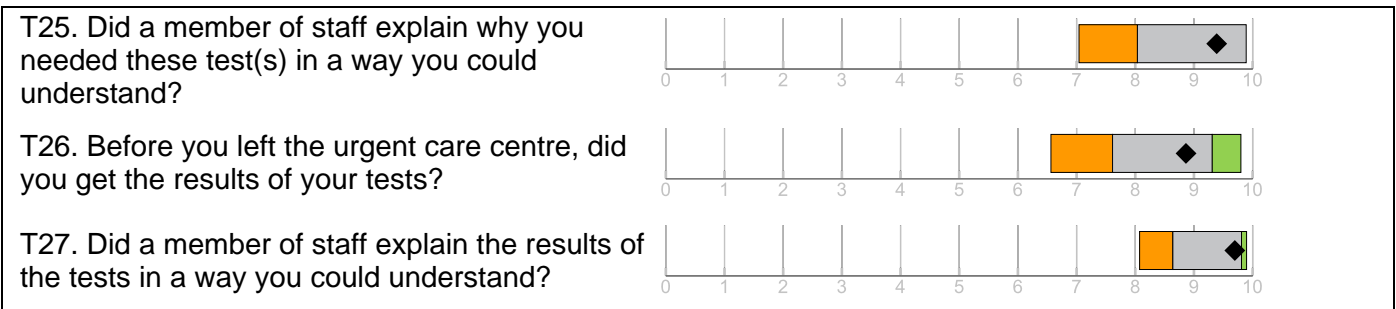 T25. Did a member of staff explain why you
needed these test(s) in a way you could
understand?
0 1 2 3 4 5 6 7 8 9 10
T26. Before you left the urgent care centre, did
you get the results of your tests?
0 1 2 3 4 5 6 7 8 9 10
T27. Did a member of staff explain the results of
the tests in a way you could understand?
0 1 2 3 4 5 6 7 8 9 10